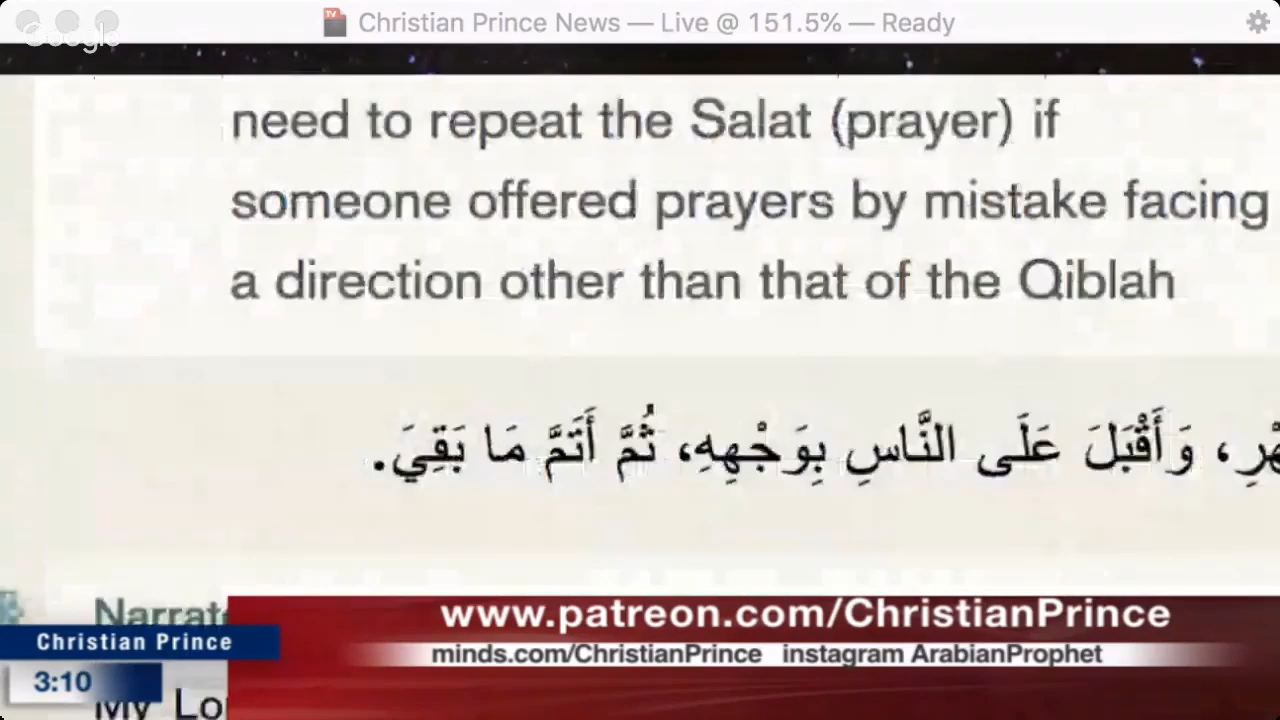 Christian Prince News — Live @ 151.5% — Ready
Google
need to repeat the Salat (prayer) if
someone offered prayers by mistake facing
a direction other than that of the Qiblah
وَأَقْبَلَ عَلَى النَّاسِ بِوَجْهِهِ، ثُمَّ أَتَمَّ مَا بَقِيَ.
www.patreon.com/ChristianPrince
Christian Prince
minds.com/ChristianPrince instagram ArabianProphet
3:10
My